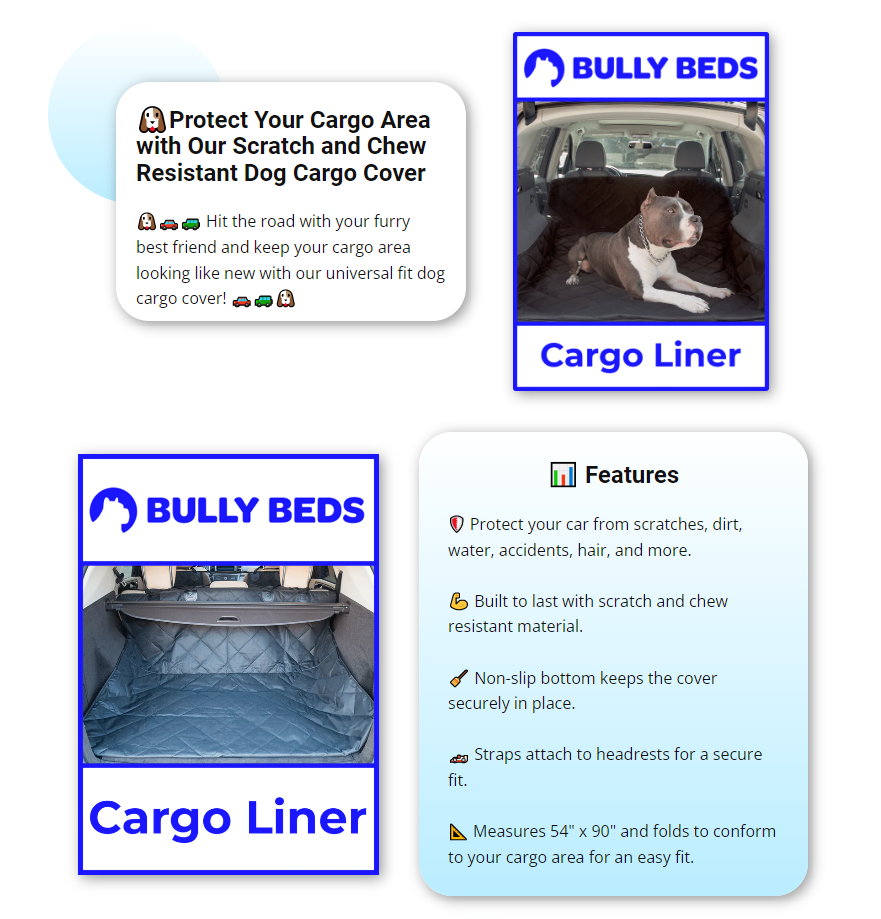 🐶Protect Your Cargo Area
with Our Scratch and Chew
Resistant Dog Cargo Cover
🐶🚗🚙 Hit the road with your furry
best friend and keep your cargo area
looking like new with our universal fit dog
cargo cover! 🚗🚙🐶
BULLY BEDS
Cargo Liner
BULLY BEDS
Cargo Liner
📊 Features
🛡️ Protect your car from scratches, dirt,
water, accidents, hair, and more.
💪 Built to last with scratch and chew
resistant material.
🖌️ Non-slip bottom keeps the cover
securely in place.
🏎️ Straps attach to headrests for a secure
fit.
📐 Measures 54" x 90" and folds to conform
to your cargo area for an easy fit.